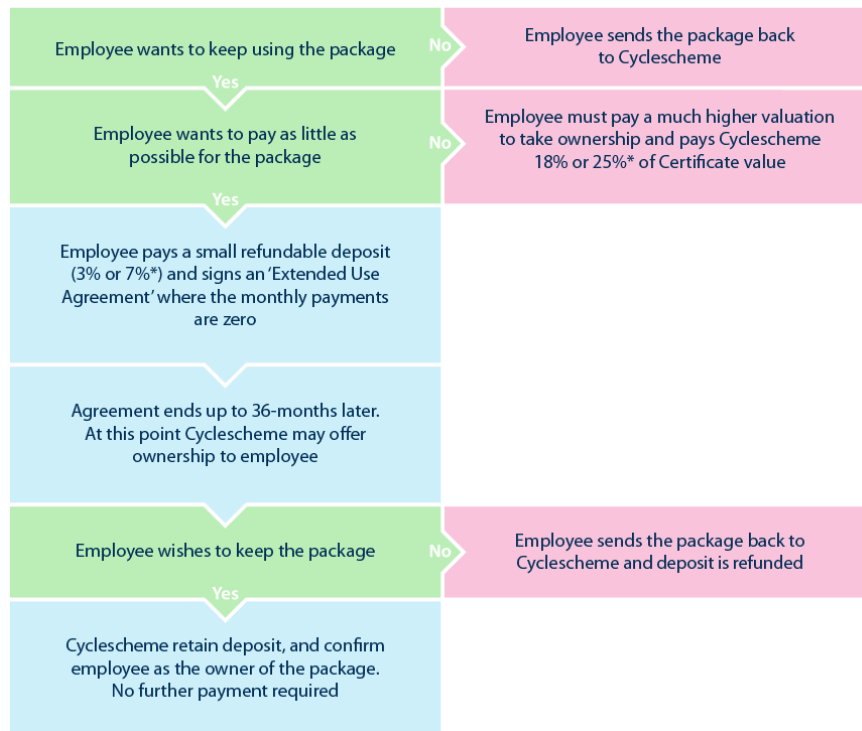 Employee wants to keep using the package
No
Employee sends the package back
to Cyclescheme
Yes
Employee wants to pay as little as
possible for the package
No
Employee must pay a much higher valuation
to take ownership and pays Cyclescheme
18% or 25%* of Certificate value
Yes
Employee pays a small refundable deposit
(3% or 7%*) and signs an ‘Extended Use
Agreement’ where the monthly payments
are zero
Agreement ends up to 36-months later.
At this point Cyclescheme may offer
ownership to employee
Employee wishes to keep the package
No
Employee sends the package back to
Cyclescheme and deposit is refunded
Yes
Cyclescheme retain deposit, and confirm
employee as the owner of the package.
No further payment required